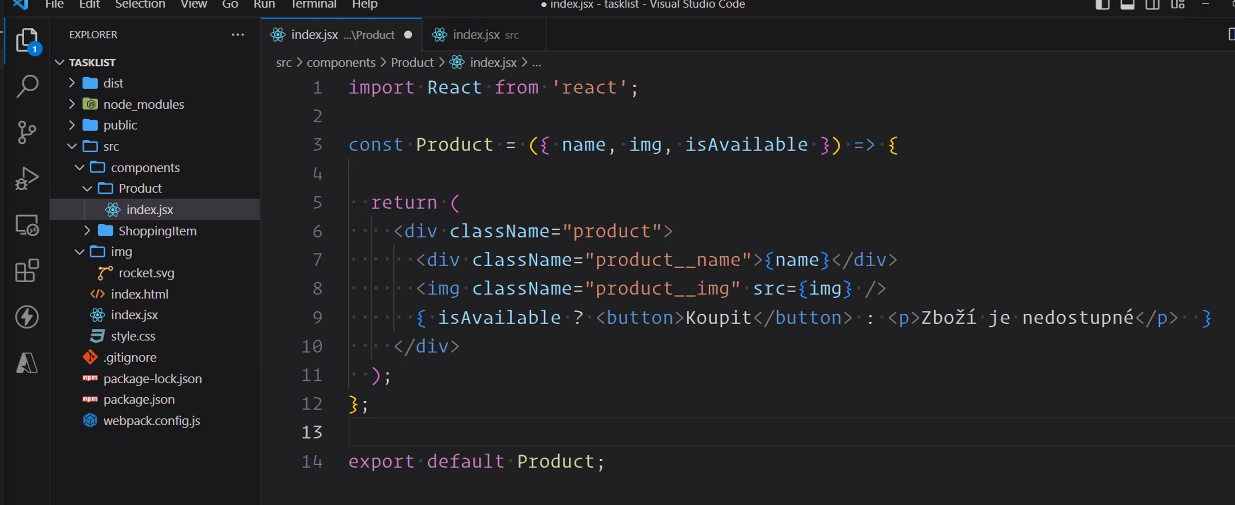 File Edit Selection View Go Run Terminal Help
● index.jsx - tasklist - Visual Studio Code
EXPLORER ...
TASKLIST
dist
node_modules
public
src
components
Product
index.jsx
ShoppingItem
img
rocket.svg
index.html
index.jsx
style.css
.gitignore
package-lock.json
package.json
webpack.config.js
1
index.jsx ...\Product ●
index.jsx src
src > components > Product > index.jsx > ...
1 import React from 'react';
2
3 const Product = ({ name, img, isAvailable }) => {
4
5 return (
6 <div className="product">
7 <div className="product__name">{name}</div>
8 <img className="product__img" src={img} />
9 { isAvailable ? <button>Koupit</button> : <p>Zboží je nedostupné</p> }
10 </div>
11 );
12 };
13
14 export default Product;